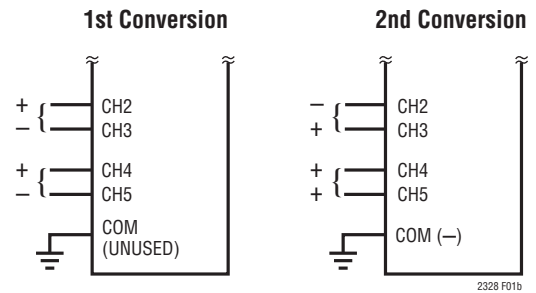 1st Conversion
+ { CH2
– CH3
+ { CH4
– CH5
COM
(UNUSED)
2nd Conversion
– { CH2
+ CH3
+ { CH4
+ CH5
COM (–)
2328 F01b